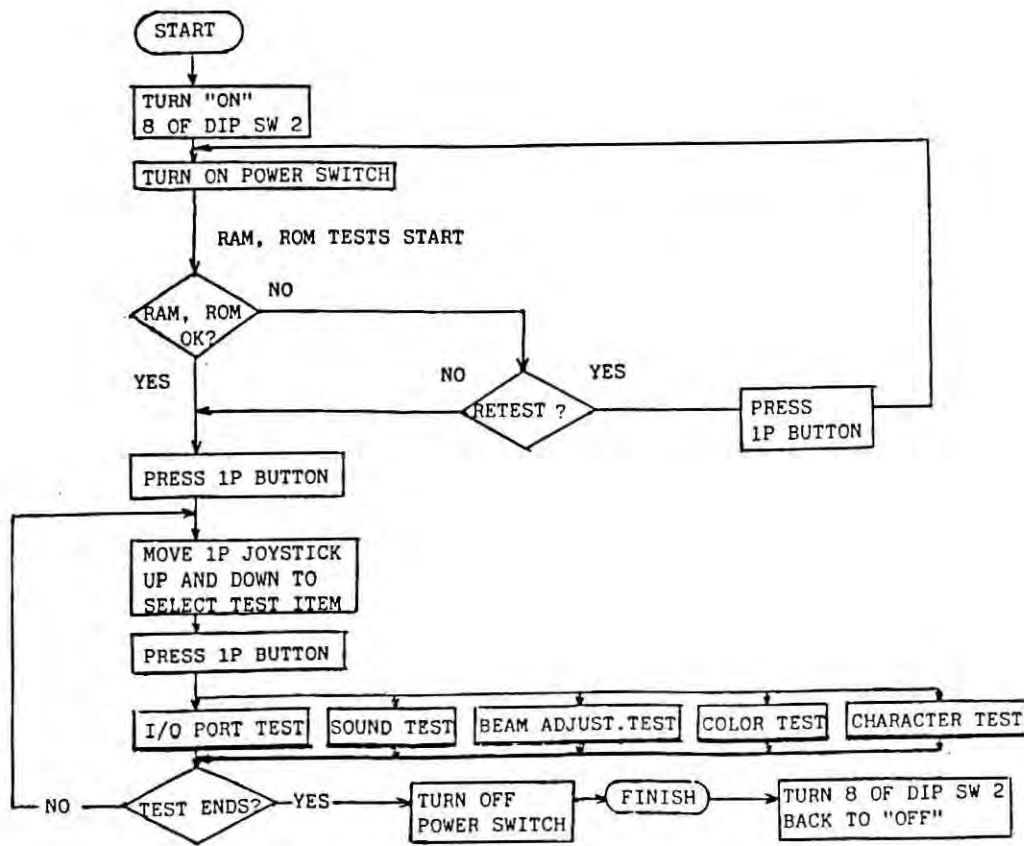 START
TURN "ON"
8 OF DIP SW 2
TURN ON POWER SWITCH
RAM, ROM TESTS START
RAM, ROM
OK?
NO
YES
NO
YES
RETEST ?
PRESS
1P BUTTON
PRESS 1P BUTTON
MOVE 1P JOYSTICK
UP AND DOWN TO
SELECT TEST ITEM
PRESS 1P BUTTON
I/O PORT TEST
SOUND TEST
BEAM ADJUST.TEST
COLOR TEST
CHARACTER TEST
NO
TEST ENDS?
YES
TURN OFF
POWER SWITCH
FINISH
TURN 8 OF DIP SW 2
BACK TO "OFF"